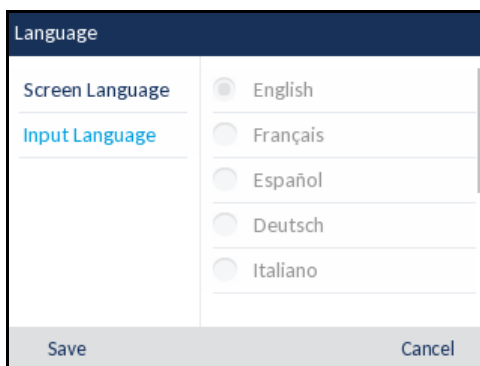 Language
Screen Language
Input Language
English
Français
Español
Deutsch
Italiano
Save
Cancel